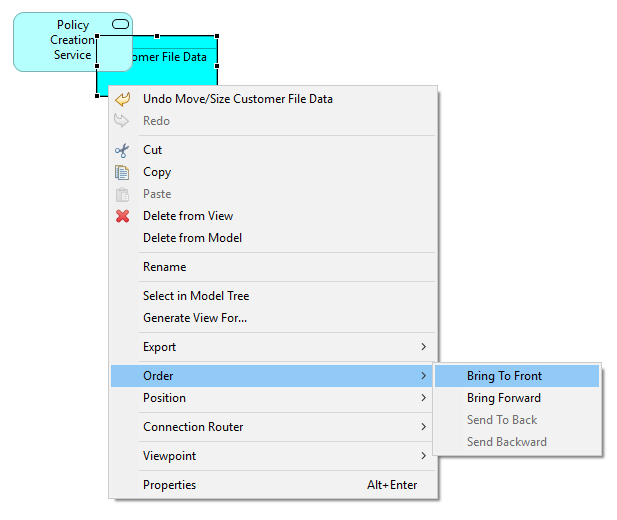 Policy
Creation
Service
omer File Data
Undo Move/Size Customer File Data
Redo
Cut
Copy
Paste
Delete from View
Delete from Model
Rename
Select in Model Tree
Generate View For...
Export
Order
Bring To Front
Position
Bring Forward
Send To Back
Connection Router
Send Backward
Viewpoint
Properties Alt+Enter